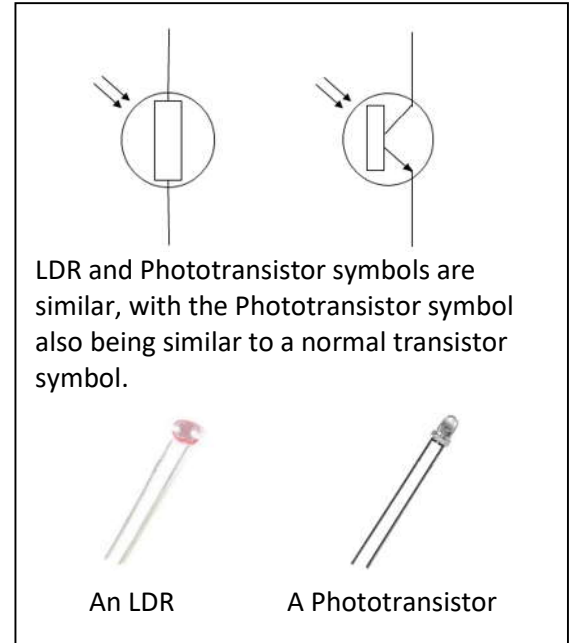 LDR and Phototransistor symbols are
similar, with the Phototransistor symbol
also being similar to a normal transistor
symbol.
An LDR
A Phototransistor